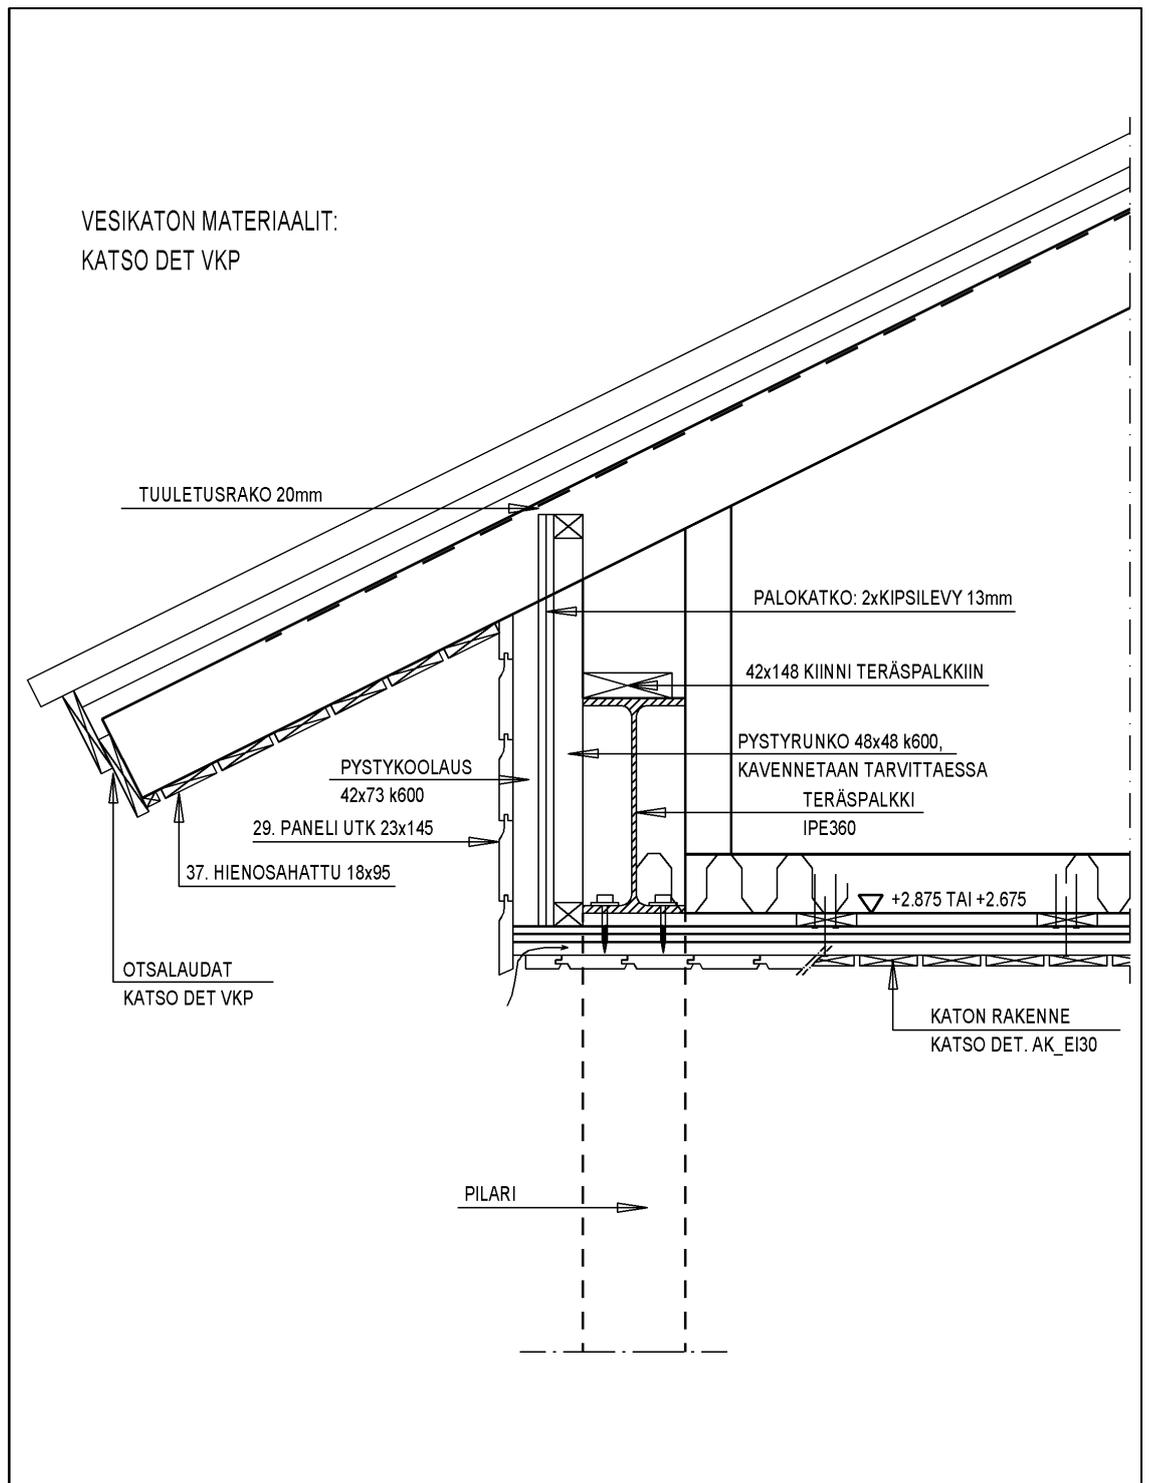 VESIKATON MATERIAALIT:
KATSO DET VKP
TUULETUSRAKO 20mm
PALOKATKO: 2xKIPSILEVY 13mm
42x148 KIINNI TERÄSPALKKIIN
PYSTYRUNKO 48x48 k600,
KAVENNETAAN TARVITTAESSA
PYSTYKOOLAUS
42x73 k600
TERÄSPALKKI
IPE360
29. PANELI UTK 23x145
37. HIENOSAHATTU 18x95
+2.875 TAI +2.675
OTSALAUDAT
KATSO DET VKP
KATON RAKENNE
KATSO DET. AK_EI30
PILARI